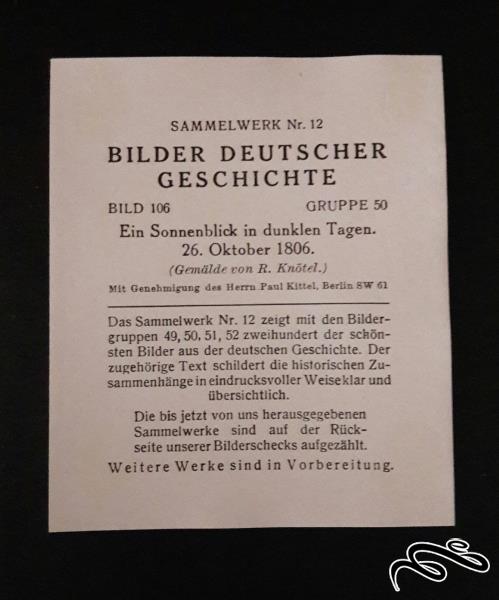 SAMMELWERK Nr. 12
BILDER DEUTSCHER
GESCHICHTE
BILD 106 GRUPPE 50
Ein Sonnenblick in dunklen Tagen.
26. Oktober 1806.
(Gemälde von R. Knötel.)
Mit Genehmigung des Herrn Paul Kittel, Berlin SW 61
Das Sammelwerk Nr. 12 zeigt mit den Bilder-
gruppen 49, 50, 51, 52 zweihundert der schön-
sten Bilder aus der deutschen Geschichte. Der
zugehörige Text schildert die historischen Zu-
sammenhänge in eindrucksvoller Weise klar und
übersichtlich.
Die bis jetzt von uns herausgegebenen
Sammelwerke sind auf der Rück-
seite unserer Bilderschecks aufgezählt.
Weitere Werke sind in Vorbereitung.